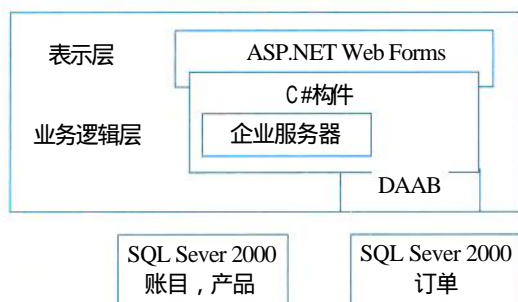 表示层
ASP.NET Web Forms
C#构件
业务逻辑层
企业服务器
DAAB
SQL Sever 2000
账目，产品
SQL Sever 2000
订单